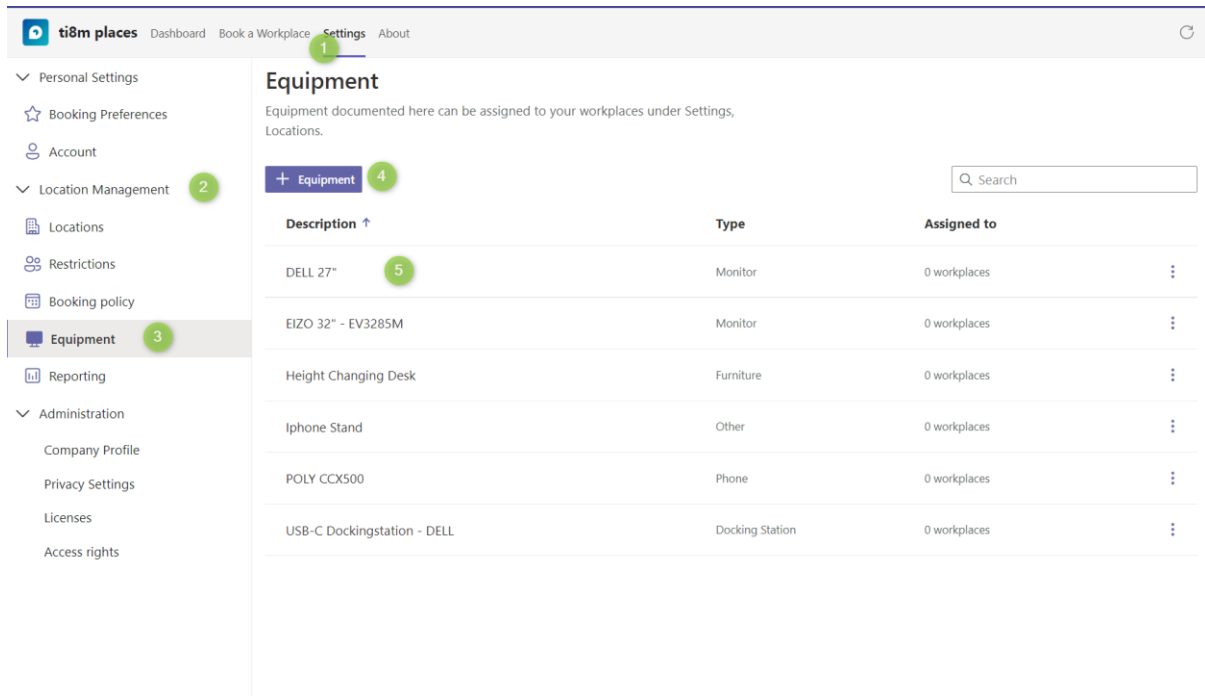 ti8m places Dashboard Book a Workplace Settings About
1
Personal Settings
Booking Preferences
Account
Location Management 2
Locations
Restrictions
Booking policy
Equipment 3
Reporting
Administration
Company Profile
Privacy Settings
Licenses
Access rights
Equipment
Equipment documented here can be assigned to your workplaces under Settings,
Locations.
+ Equipment 4
Search
Description ↑ Type Assigned to
DELL 27" 5 Monitor 0 workplaces
EIZO 32" - EV3285M Monitor 0 workplaces
Height Changing Desk Furniture 0 workplaces
Iphone Stand Other 0 workplaces
POLY CCX500 Phone 0 workplaces
USB-C Dockingstation - DELL Docking Station 0 workplaces